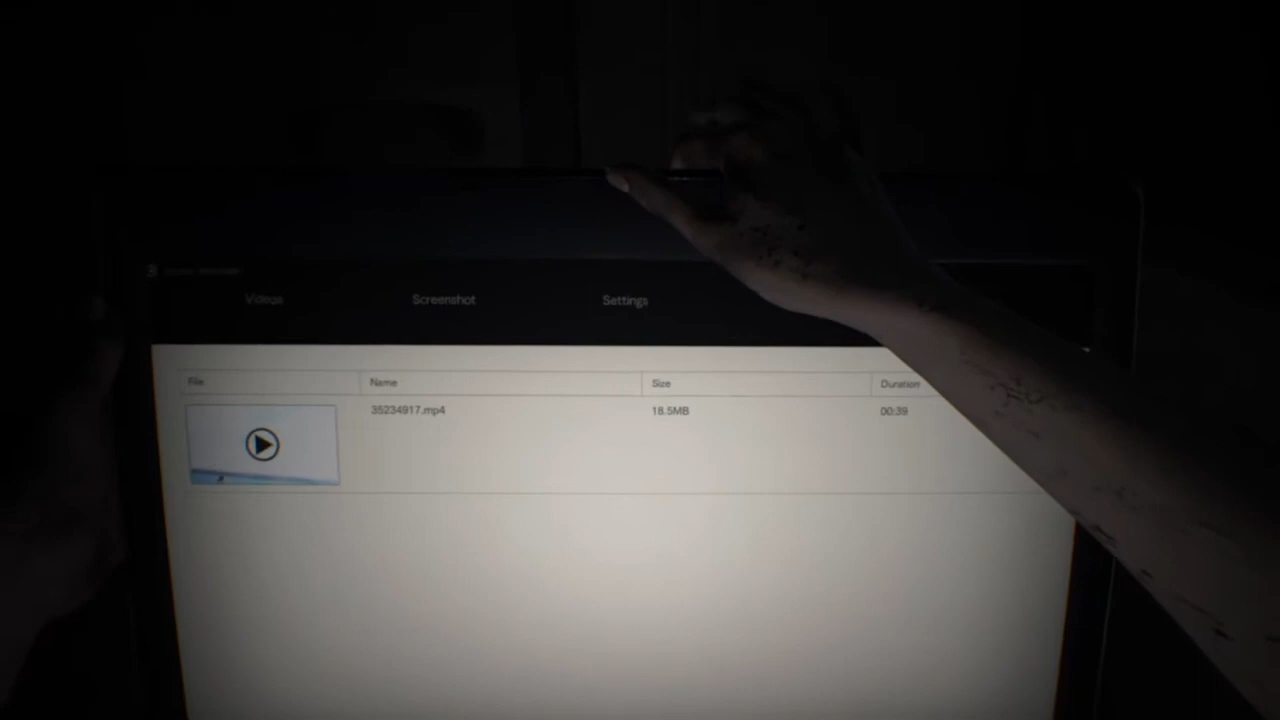 Videos Screenshot Settings
File Name Size Duration
35234917.mp4 18.5MB 00:39